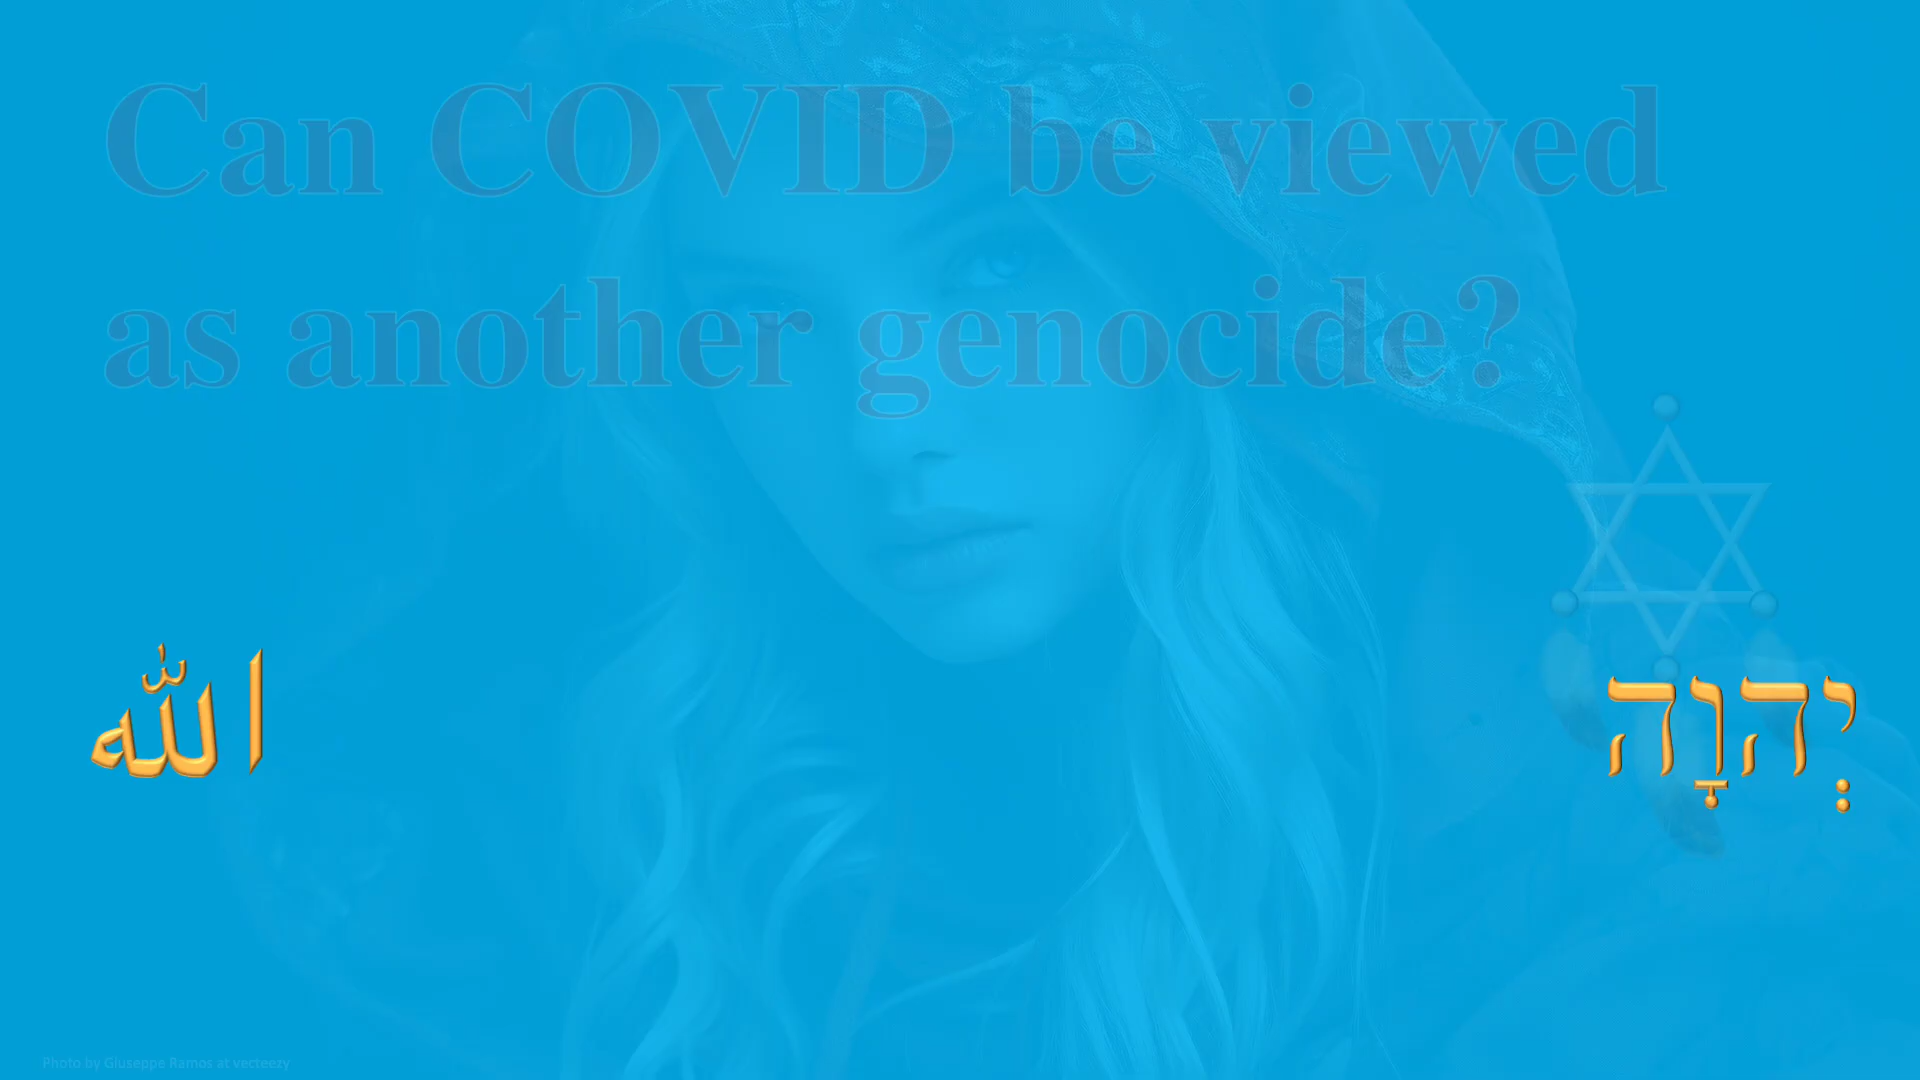 Can COVID be viewed
as another genocide?
الله
יְהוָה
Photo by Giuseppe Ramos at vecteezy